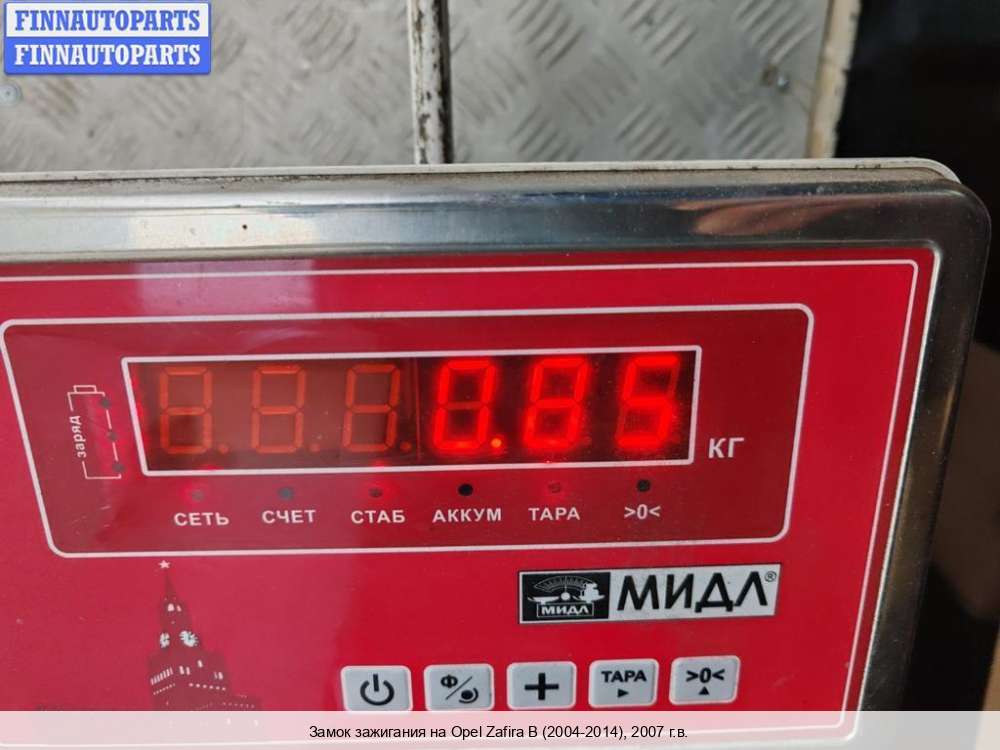 FINNAUTOPARTS
FINNAUTOPARTS
заряд
0.85
КГ
СЕТЬ СЧЕТ СТАБ АККУМ ТАРА >0<
МИДЛ МИДЛ®
Ф ТАРА >0<
Замок зажигания на Opel Zafira B (2004-2014), 2007 г.в.